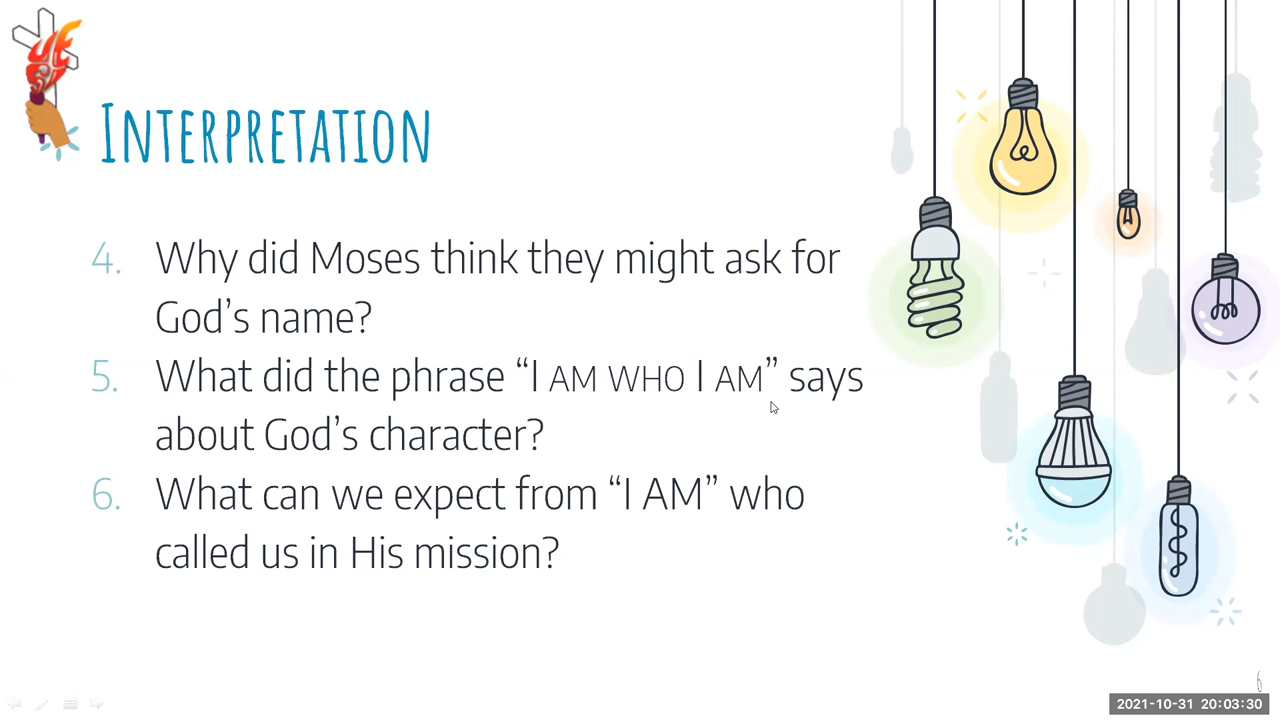 Interpretation
4. Why did Moses think they might ask for
God’s name?
5. What did the phrase “I AM WHO I AM” says
about God’s character?
6. What can we expect from “I AM” who
called us in His mission?
6
2021-10-31 20:03:30